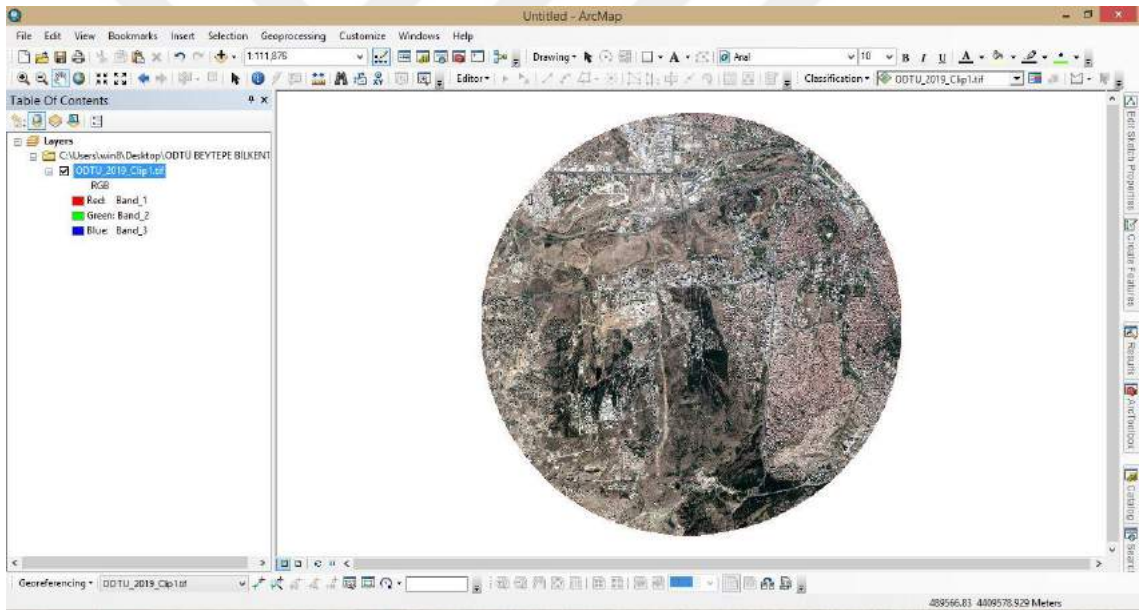 Untitled - ArcMap
File Edit View Bookmarks Insert Selection Geoprocessing Customize Windows Help
1:111,876 Drawing A Arial 10 B I U A
Editor Classification ODTU_2019_Clip1.tif
Table Of Contents
Layers
C:\Users\win8\Desktop\ODTÜ BEYTEPE BİLKENT
ODTU_2019_Clip1.tif
RGB
Red: Band_1
Green: Band_2
Blue: Band_3
Edit Sketch Properties
Create Features
Results
ArcToolbox
Catalog
Search
Georeferencing ODTU_2019_Clip1.tif
489566.83 4409578.929 Meters